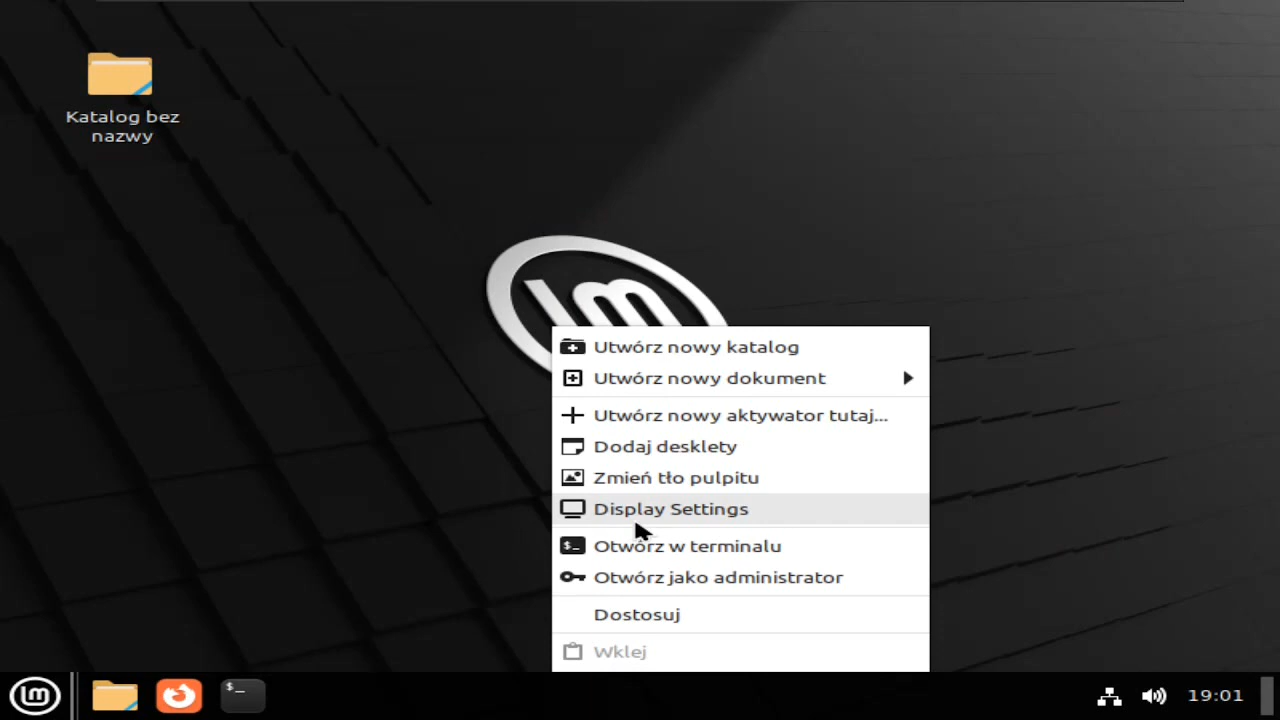 Katalog bez
nazwy
Utwórz nowy katalog
Utwórz nowy dokument
Utwórz nowy aktywator tutaj...
Dodaj desklety
Zmień tło pulpitu
Display Settings
Otwórz w terminalu
Otwórz jako administrator
Dostosuj
Wklej
19:01